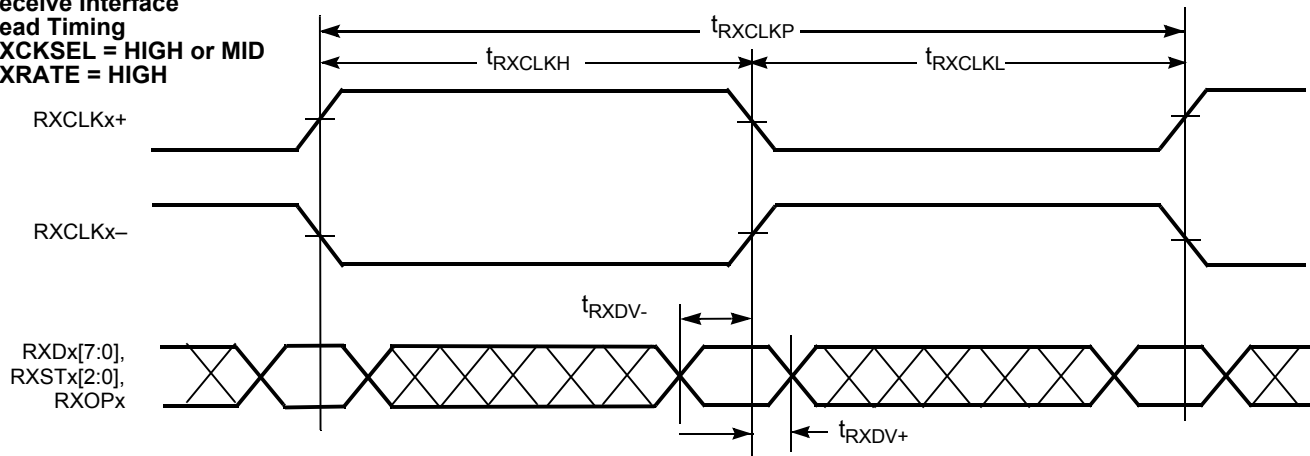 eceive Interface
ead Timing
XCKSEL = HIGH or MID
XRATE = HIGH
tRXCLKP
tRXCLKH
tRXCLKL
RXCLKx+
RXCLKx–
tRXDV-
RXDx[7:0],
RXSTx[2:0],
RXOPx
tRXDV+